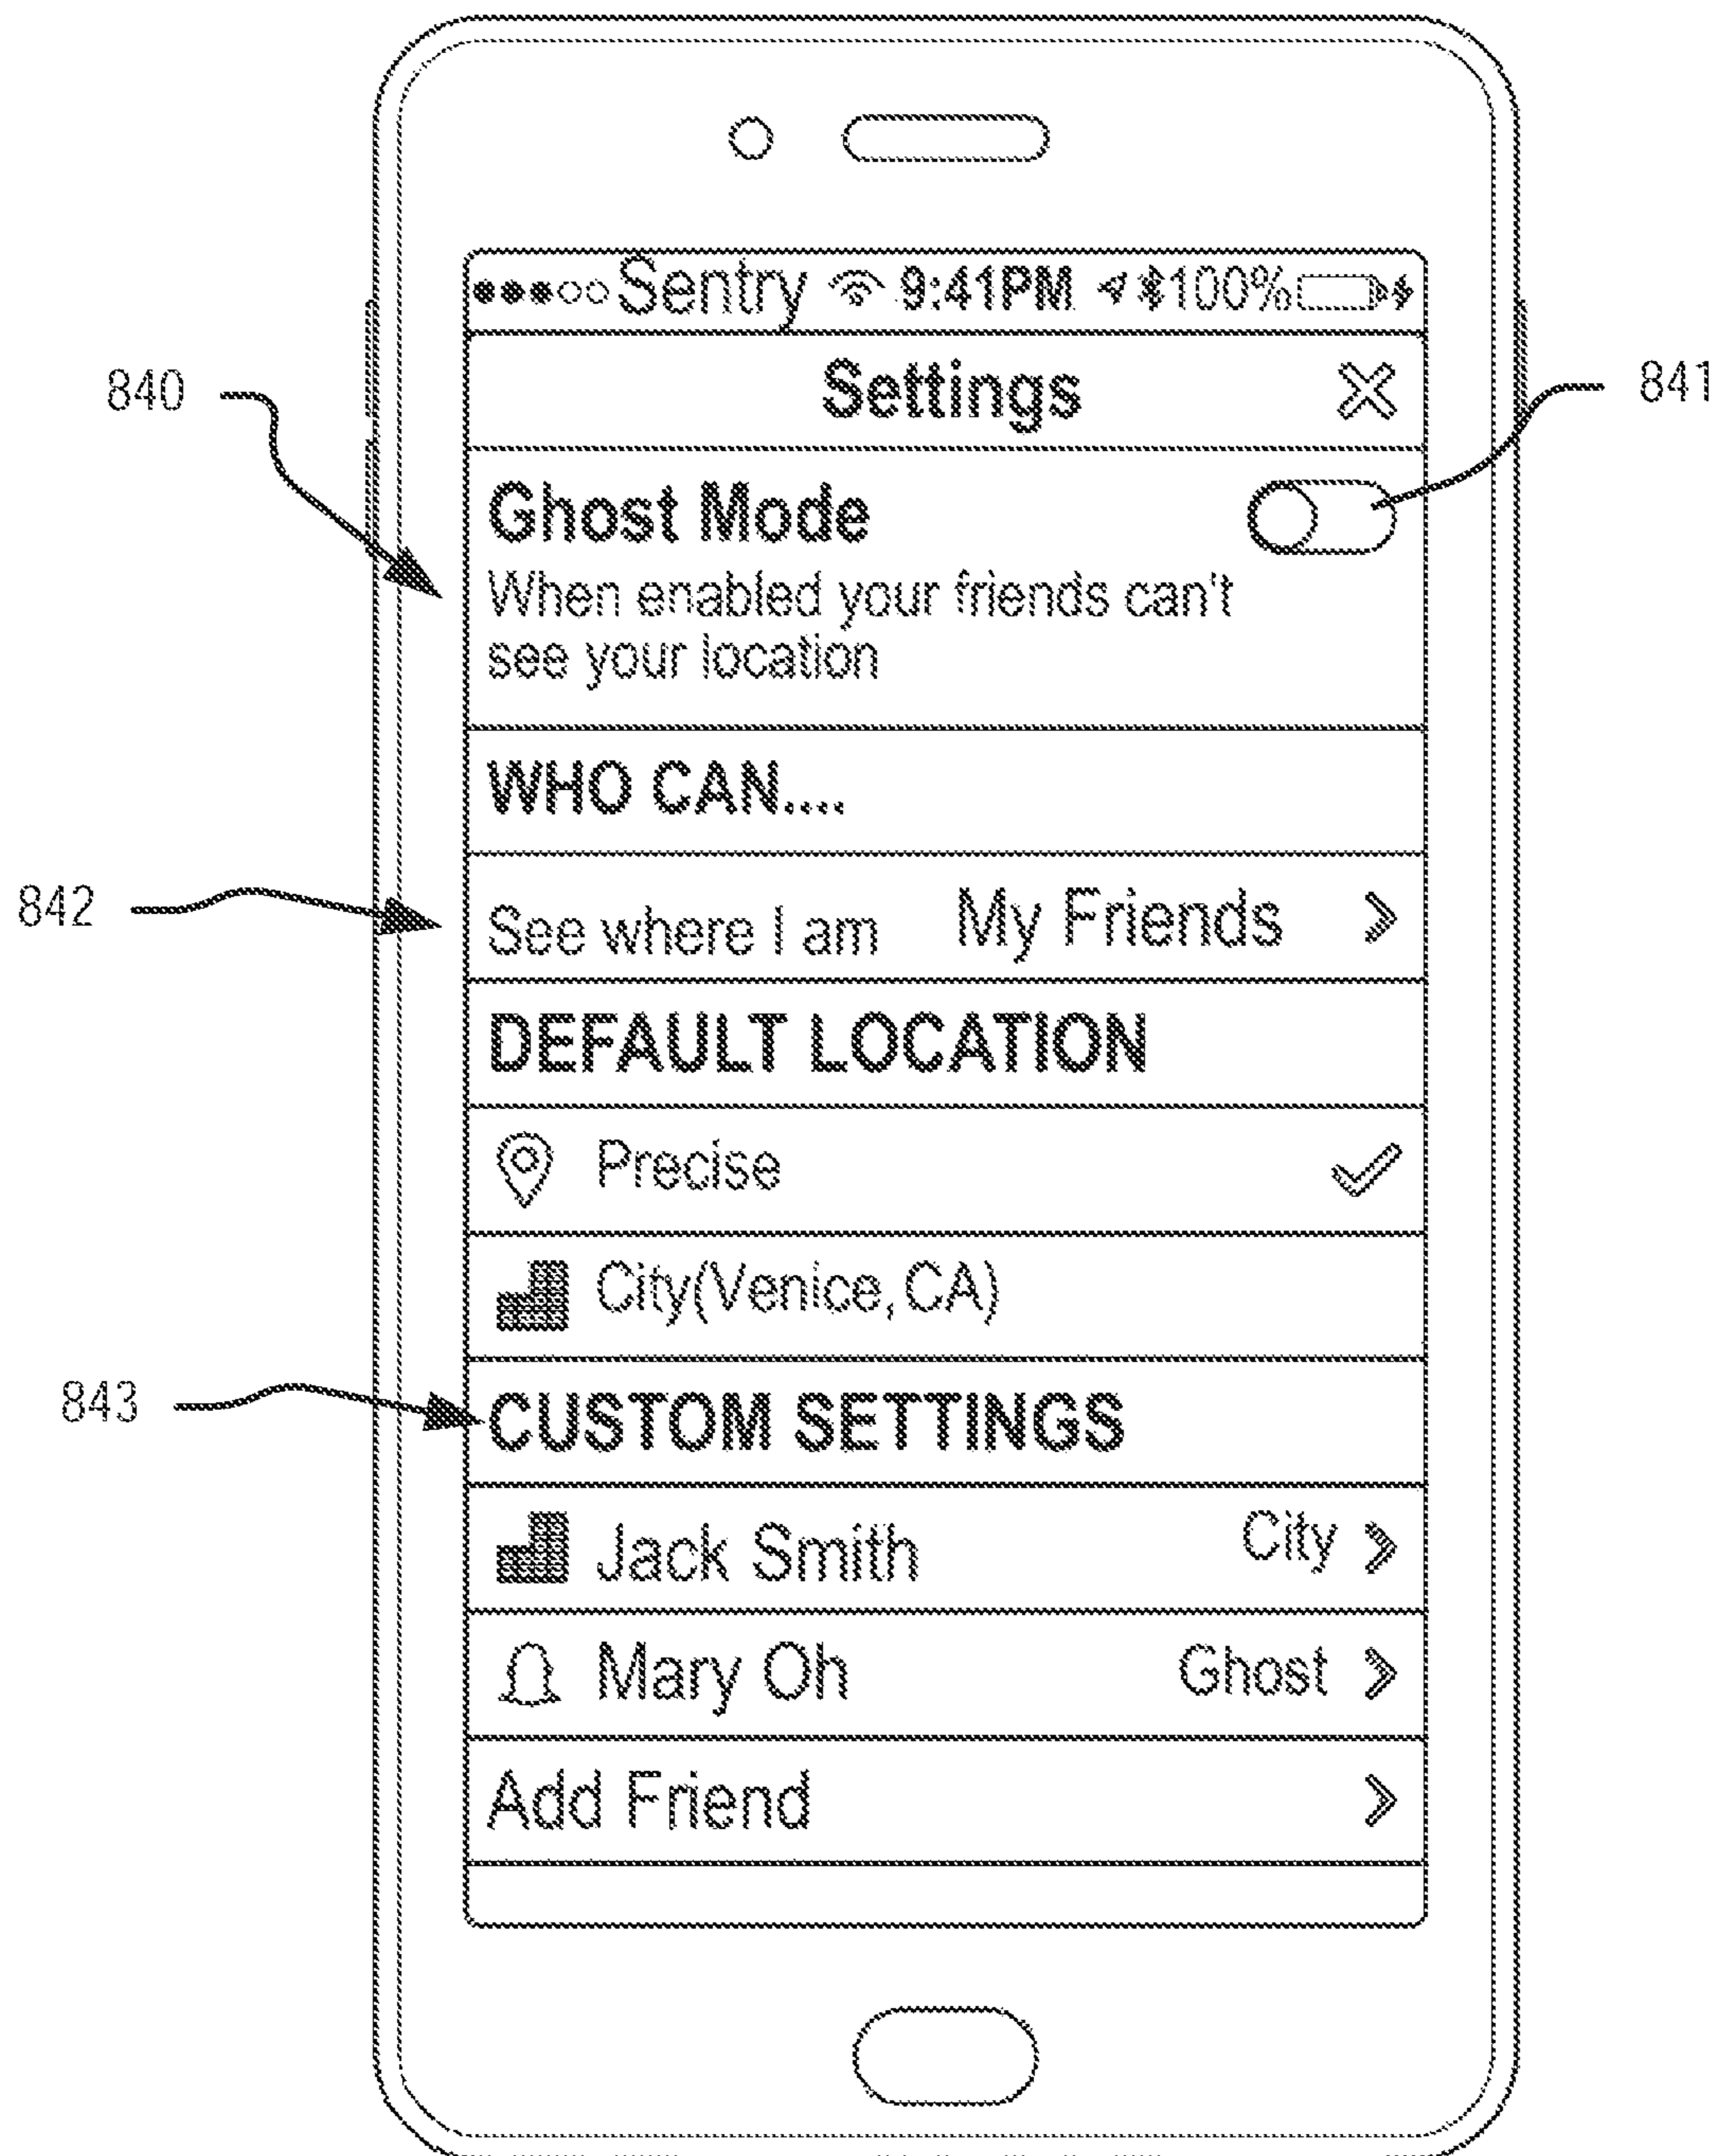 Sentry 9:41PM 100%
Settings
840
841
Ghost Mode
When enabled your friends can't
see your location
WHO CAN....
842
See where I am My Friends
DEFAULT LOCATION
Precise
City(Venice, CA)
843
CUSTOM SETTINGS
Jack Smith City
Mary Oh Ghost
Add Friend